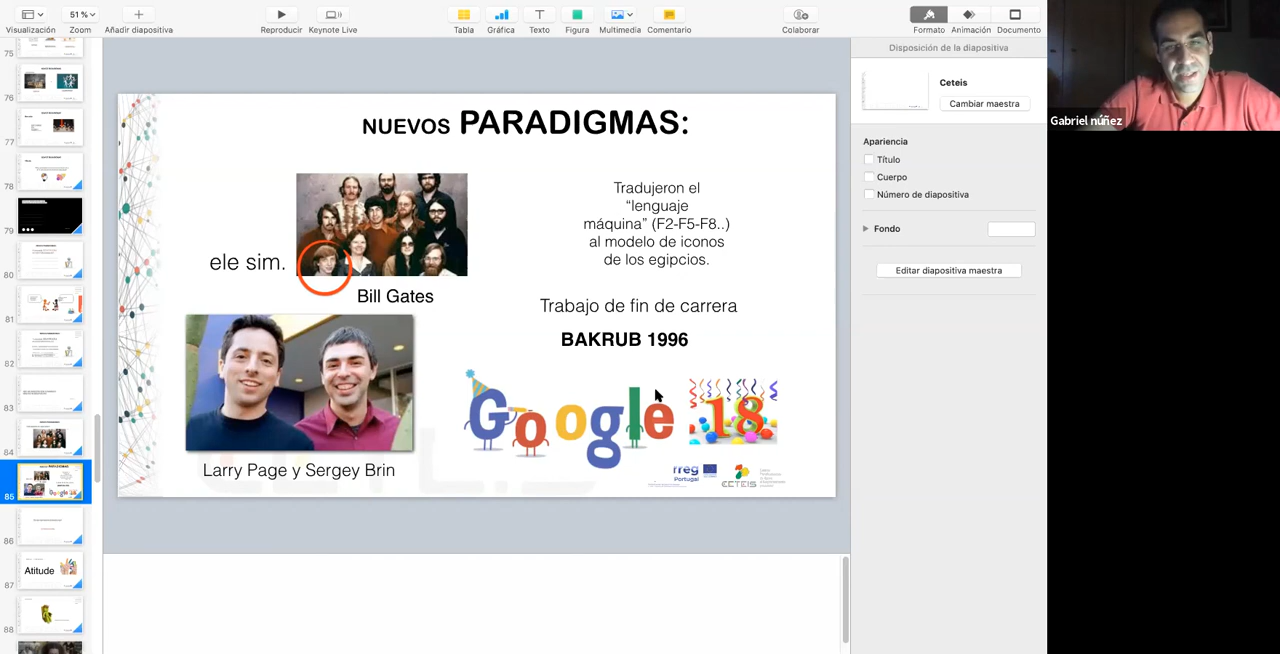 51 %
Visualización
Zoom
Añadir diapositiva
Reproducir
Keynote Live
Tabla
Gráfica
Texto
Figura
Multimedia
Comentario
Colaborar
Formato
Animación
Documento
75
76
77
78
79
80
81
82
83
84
85
86
87
88
Atitude
NUEVOS PARADIGMAS:
ele sim.
Bill Gates
Larry Page y Sergey Brin
Tradujeron el
“lenguaje
máquina” (F2-F5-F8..)
al modelo de iconos
de los egipcios.
Trabajo de fin de carrera
BAKRUB 1996
Google 18
rreg
Portugal
CETEIS
Disposición de la diapositiva
Ceteis
Cambiar maestra
Apariencia
Título
Cuerpo
Número de diapositiva
Fondo
Editar diapositiva maestra
Gabriel núñez